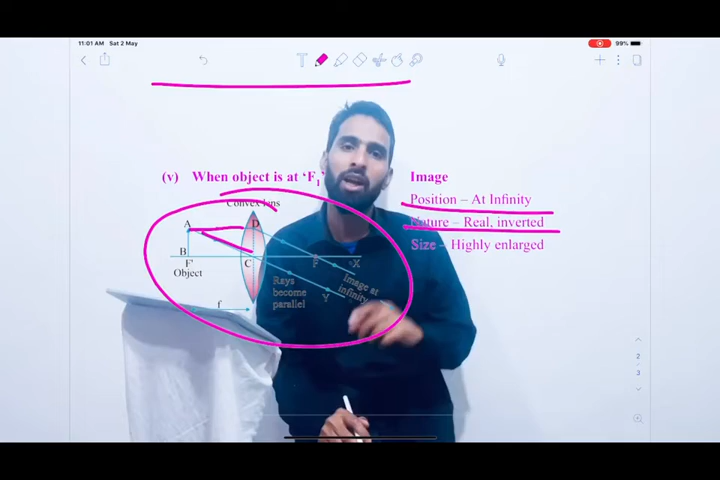 11:01 AM Sat 2 May
99%
T
(v) When object is at ‘F1’
Image
Convex lens
Position – At Infinity
Nature – Real, inverted
Size – Highly enlarged
A
D
B
F'
C
F
X
Object
Rays
become
parallel
Image at
infinity
Y
f
2
3